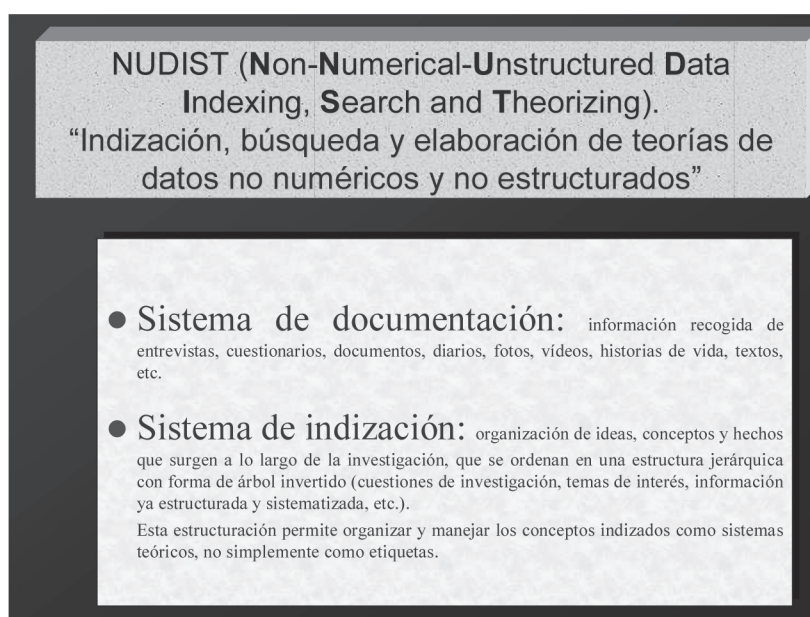 NUDIST (Non-Numerical-Unstructured Data
Indexing, Search and Theorizing).
“Indización, búsqueda y elaboración de teorías de
datos no numéricos y no estructurados”
● Sistema de documentación: información recogida de
entrevistas, cuestionarios, documentos, diarios, fotos, vídeos, historias de vida, textos,
etc.
● Sistema de indización: organización de ideas, conceptos y hechos
que surgen a lo largo de la investigación, que se ordenan en una estructura jerárquica
con forma de árbol invertido (cuestiones de investigación, temas de interés, información
ya estructurada y sistematizada, etc.).
Esta estructuración permite organizar y manejar los conceptos indizados como sistemas
teóricos, no simplemente como etiquetas.